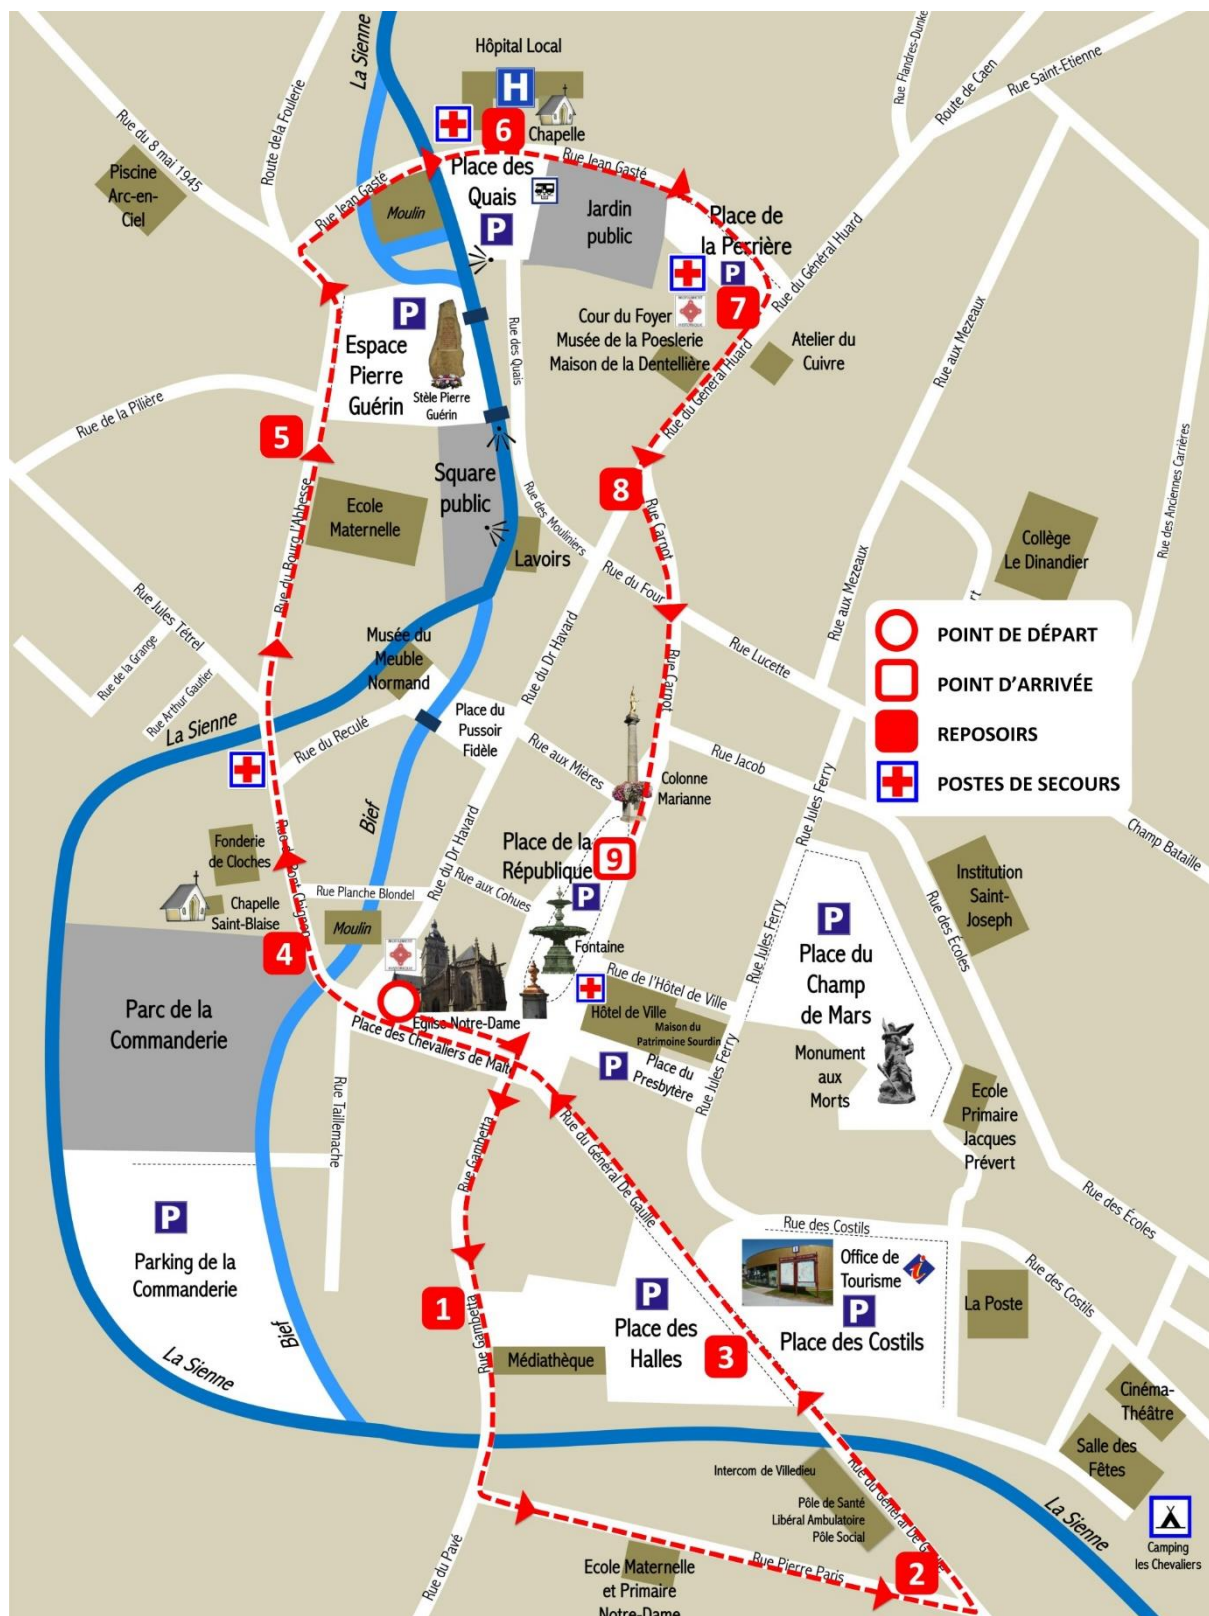 Hôpital Local
H
6
Chapelle
La Sienne
Rue du 8 mai 1945
Route dela Foulerie
Piscine
Arc-en-
Ciel
Rue Jean Gasté
Moulin
Place des
Quais
P
Rue Jean Gasté
Jardin
public
Place de
la Perrière
P
7
Rue Saint-Etienne
Route de Caen
Rue du Général Huard
Cour du Foyer
Musée de la Poeslerie
Maison de la Dentellière
Atelier du
Cuivre
Rue du Général Huard
P
Espace
Pierre
Guérin
Stèle Pierre
Guérin
Rue des Quais
Rue aux Mezeaux
Rue de la Pilière
5
Square
public
Ecole
Maternelle
Rue du Bourg l'Abbesse
Lavoirs
Rue des Mouliniers
8
Rue Carnot
Rue du Four
Rue des Anciennes Carrières
Collège
Le Dinandier
Rue aux Mezeaux
Rue Lucette
Rue Jules Tétrel
Rue de la Grange
Rue Arthur Gautier
Musée du
Meuble
Normand
Rue du Dr Havard
Rue Carnot
La Sienne
Rue du Reculé
Place du
Pussoir
Fidèle
Rue aux Mières
Colonne
Marianne
Rue Jacob
Rue Jules Ferry
POINT DE DÉPART
POINT D'ARRIVÉE
REPOSOIRS
POSTES DE SECOURS
Champ Bataille
Bief
Fonderie
de Cloches
Chapelle
Saint-Blaise
Rue Planche Blondel
Rue du Dr Havard
Rue aux Cohues
Place de la
République
9
P
Fontaine
Institution
Saint-
Joseph
Rue des Écoles
4
Moulin
P
Place du
Champ
de Mars
Rue Jules Ferry
Rue de l'Hôtel de Ville
Hôtel de Ville
Maison du
Patrimoine Sourdin
Parc de la
Commanderie
Eglise Notre-Dame
Place des Chevaliers de Malte
P
Place du
Presbytère
Rue Jules Ferry
Monument
aux
Morts
Ecole
Primaire
Jacques
Prévert
Rue Taillemache
Rue Gambetta
Rue du Général De Gaulle
Rue des Écoles
P
Parking de la
Commanderie
Bief
La Sienne
1
Rue Gambetta
Médiathèque
P
Place des
Halles
3
Rue des Costils
Office de
Tourisme
i
P
Place des Costils
La Poste
Rue des Costils
Cinéma-
Théâtre
Salle des
Fêtes
Intercom de Villedieu
Pôle de Santé
Libéral Ambulatoire
Pôle Social
Rue du Général De Gaulle
La Sienne
Camping
les Chevaliers
Rue du Pavé
Rue Pierre Paris
2
Ecole Maternelle
et Primaire
Notre-Dame